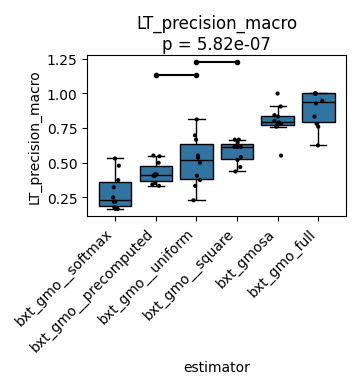 LT_precision_macro
p = 5.82e-07
LT_precision_macro
1.25
1.00
0.75
0.50
0.25
bxt_gmo__softmax
bxt_gmo__precomputed
bxt_gmo__uniform
bxt_gmo__square
bxt_gmosa
bxt_gmo_full
estimator